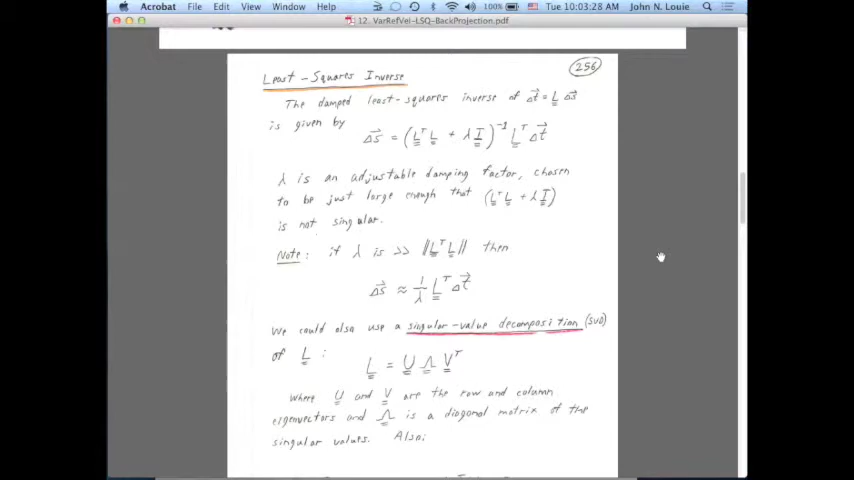 Acrobat File Edit View Window Help 100% Tue 10:03:28 AM John N. Louie
12. VarRefVel-LSQ-BackProjection.pdf
256
Least-Squares Inverse
The damped least-squares inverse of Δt⃗ = L Δs⃗
is given by
Δs⃗ = (LᵀL + λI)⁻¹ Lᵀ Δt⃗
λ is an adjustable damping factor, chosen
to be just large enough that (LᵀL + λI)
is not singular.
Note: if λ is >> ‖LᵀL‖ then
Δs⃗ ≈ 1/λ Lᵀ Δt⃗
We could also use a singular-value decomposition (SVD)
of L:
L = U Λ Vᵀ
Where U and V are the row and column
eigenvectors and Λ is a diagonal matrix of the
singular values. Also: